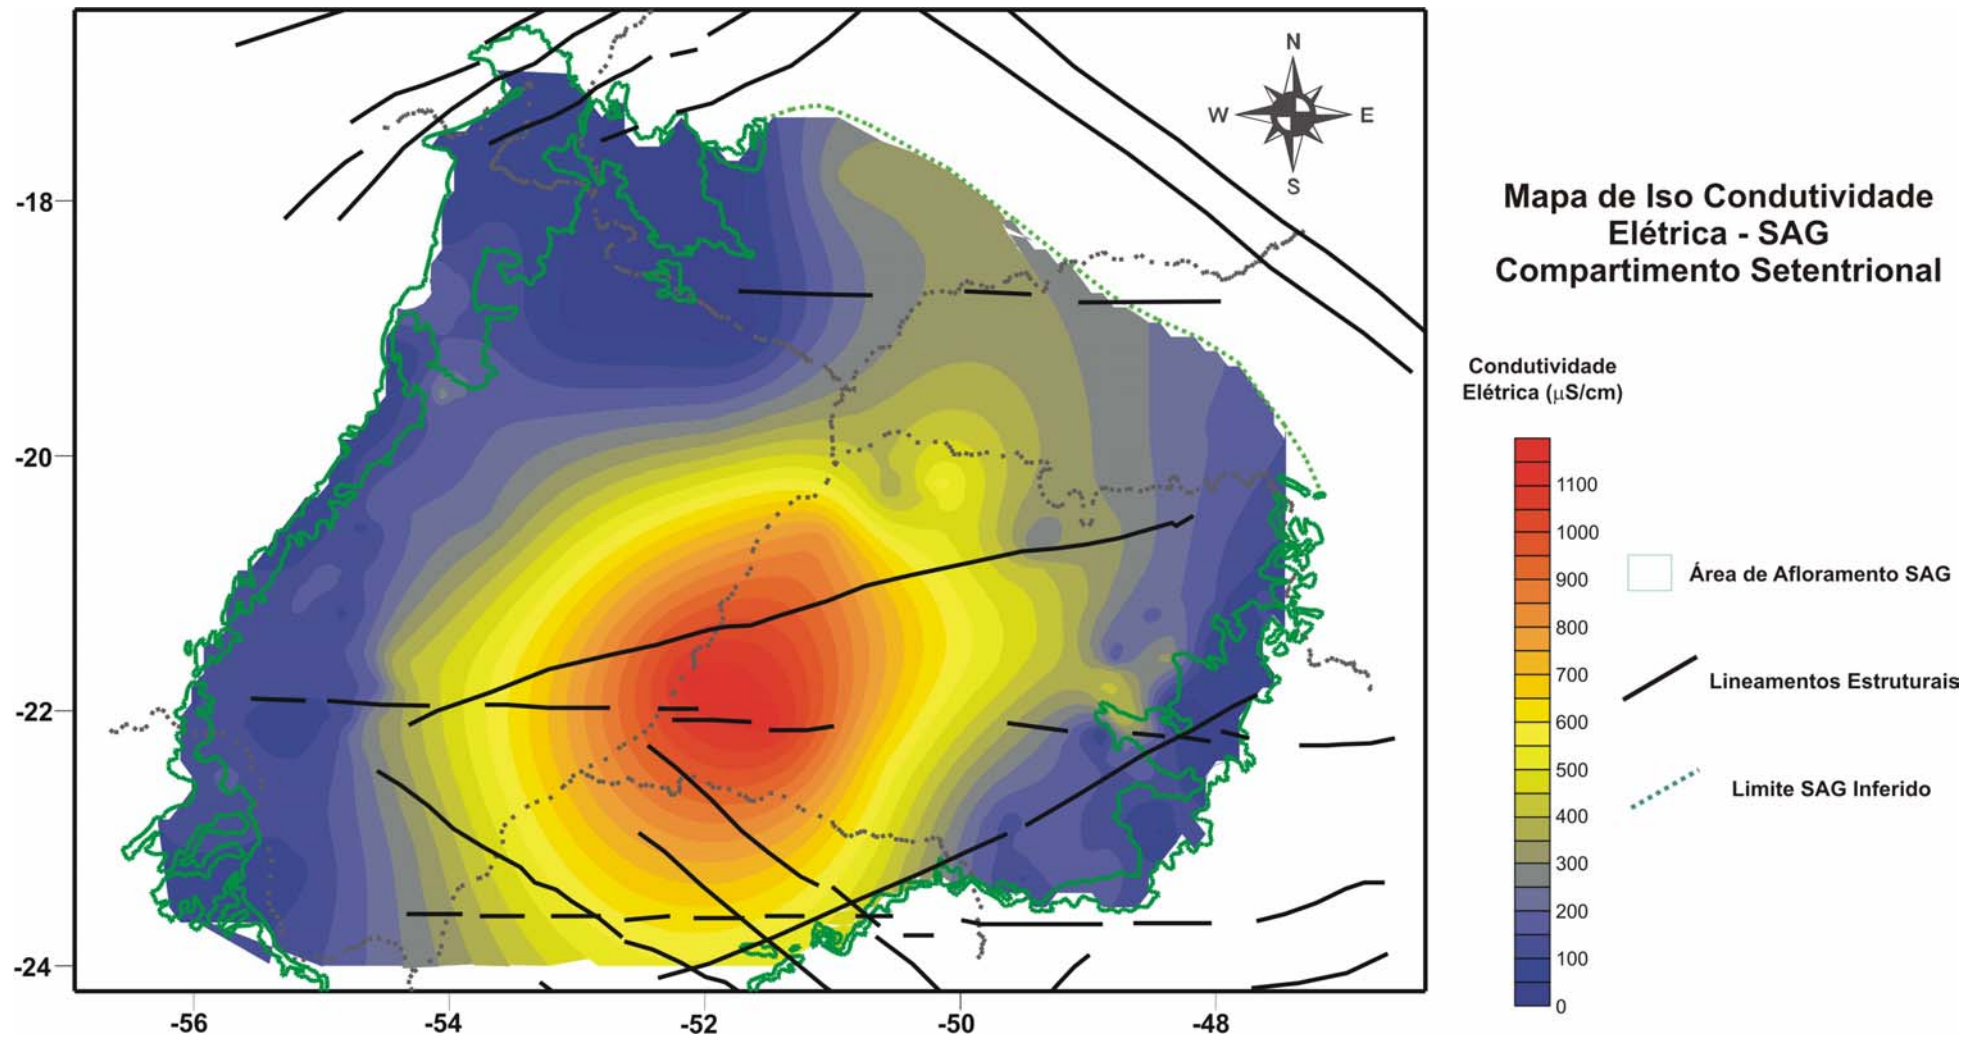 N
W E
S
-18
-20
-22
-24
-56
-54
-52
-50
-48
Mapa de Iso Condutividade
Elétrica - SAG
Compartimento Setentrional
Condutividade
Elétrica (μS/cm)
1100
1000
900
800
700
600
500
400
300
200
100
0
Área de Afloramento SAG
Lineamentos Estruturais
Limite SAG Inferido